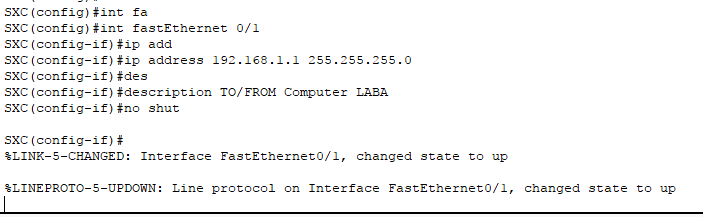 SXC(config)#int fa
SXC(config)#int fastEthernet 0/1
SXC(config-if)#ip add
SXC(config-if)#ip address 192.168.1.1 255.255.255.0
SXC(config-if)#des
SXC(config-if)#description TO/FROM Computer LABA
SXC(config-if)#no shut
SXC(config-if)#
%LINK-5-CHANGED: Interface FastEthernet0/1, changed state to up
%LINEPROTO-5-UPDOWN: Line protocol on Interface FastEthernet0/1, changed state to up